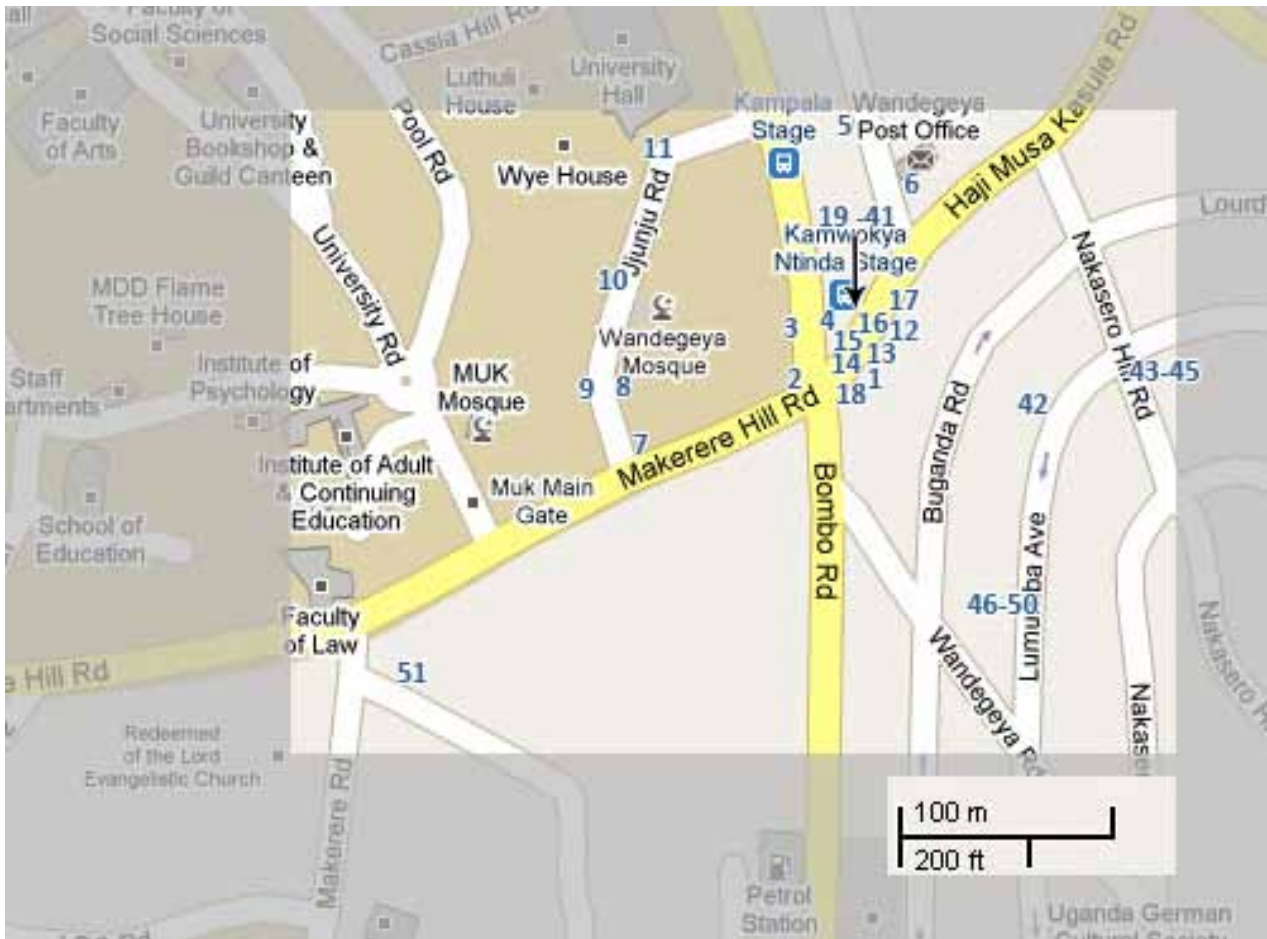 all
Faculty of
Social Sciences
Cassia Hill Rd
Luthuli
House
University
Hall
Kampala
Stage
Wandegeya
Post Office
5
6
Haji Musa Kasule Rd
Faculty
of Arts
University
Bookshop &
Guild Canteen
Pool Rd
Wye House
11
Jjunju Rd
10
19 -41
Kamwokya
Ntinda Stage
Lourd
Nakasero Hill Rd
University Rd
MDD Flame
Tree House
Wandegeya
Mosque
3
4
17
16
12
15
13
14
2
1
18
Institute of
Psychology
MUK
Mosque
9
8
7
Staff
artments
Makerere Hill Rd
42
43-45
Buganda Rd
Institute of Adult
& Continuing
Education
Muk Main
Gate
School of
Education
Bombo Rd
Lumumba Ave
46-50
Faculty
of Law
Wandegeya Rd
Nakasero H
Nakaser
e Hill Rd
51
Redeemed
of the Lord
Evangelistic Church
Makerere Rd
100 m
200 ft
Petrol
Station
Uganda German
Cultural Society